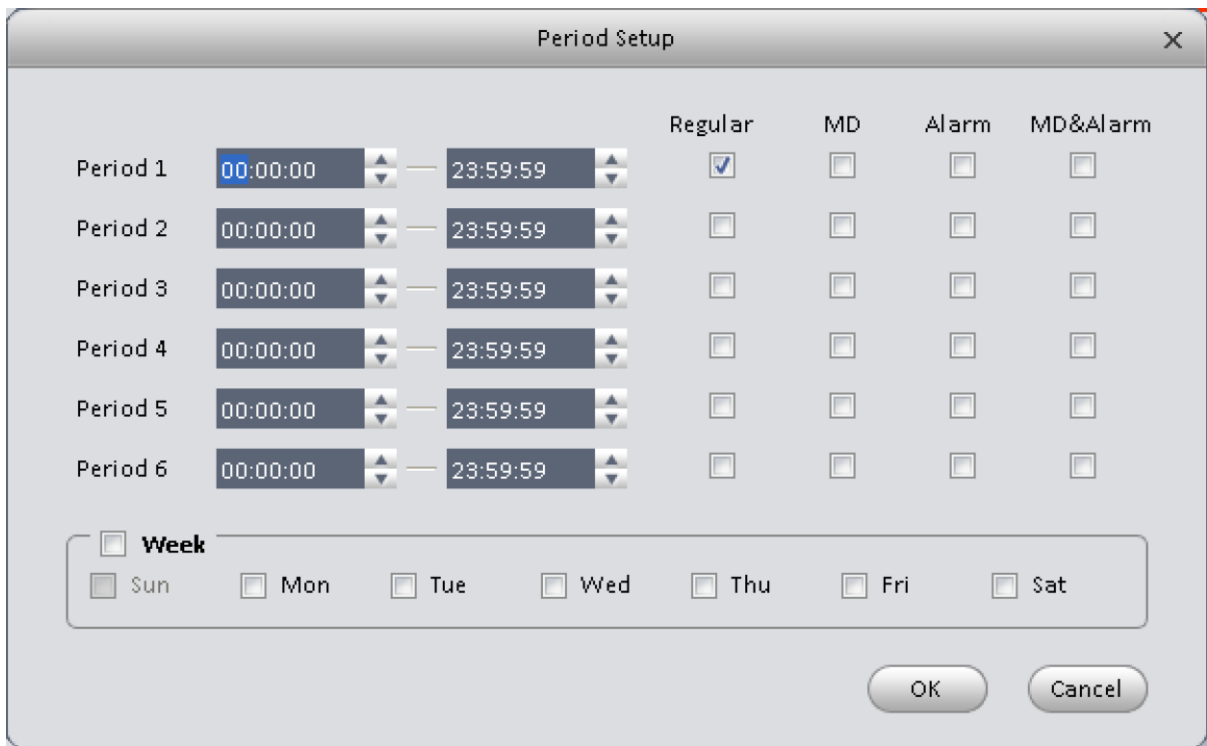 Period Setup
Regular MD Alarm MD&Alarm
Period 1 00:00:00 — 23:59:59
Period 2 00:00:00 — 23:59:59
Period 3 00:00:00 — 23:59:59
Period 4 00:00:00 — 23:59:59
Period 5 00:00:00 — 23:59:59
Period 6 00:00:00 — 23:59:59
Week
Sun Mon Tue Wed Thu Fri Sat
OK Cancel